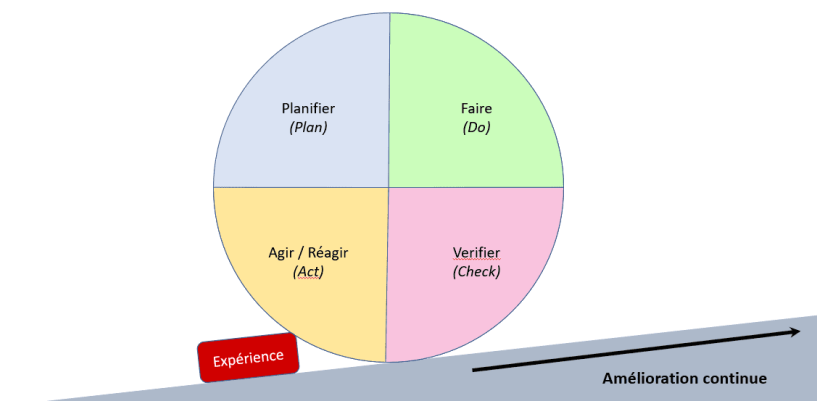 Planifier
(Plan)
Faire
(Do)
Agir / Réagir
(Act)
Verifier
(Check)
Expérience
Amélioration continue